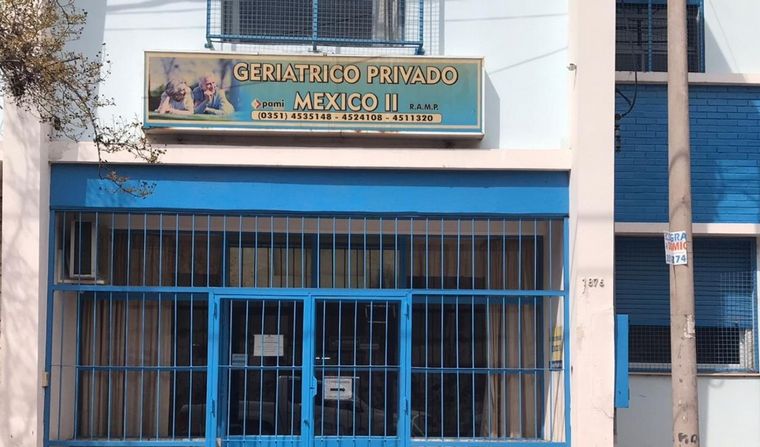 GERIATRICO PRIVADO
pami MEXICO II R.A.M.P.
(0351) 4535148 - 4524108 - 4511320